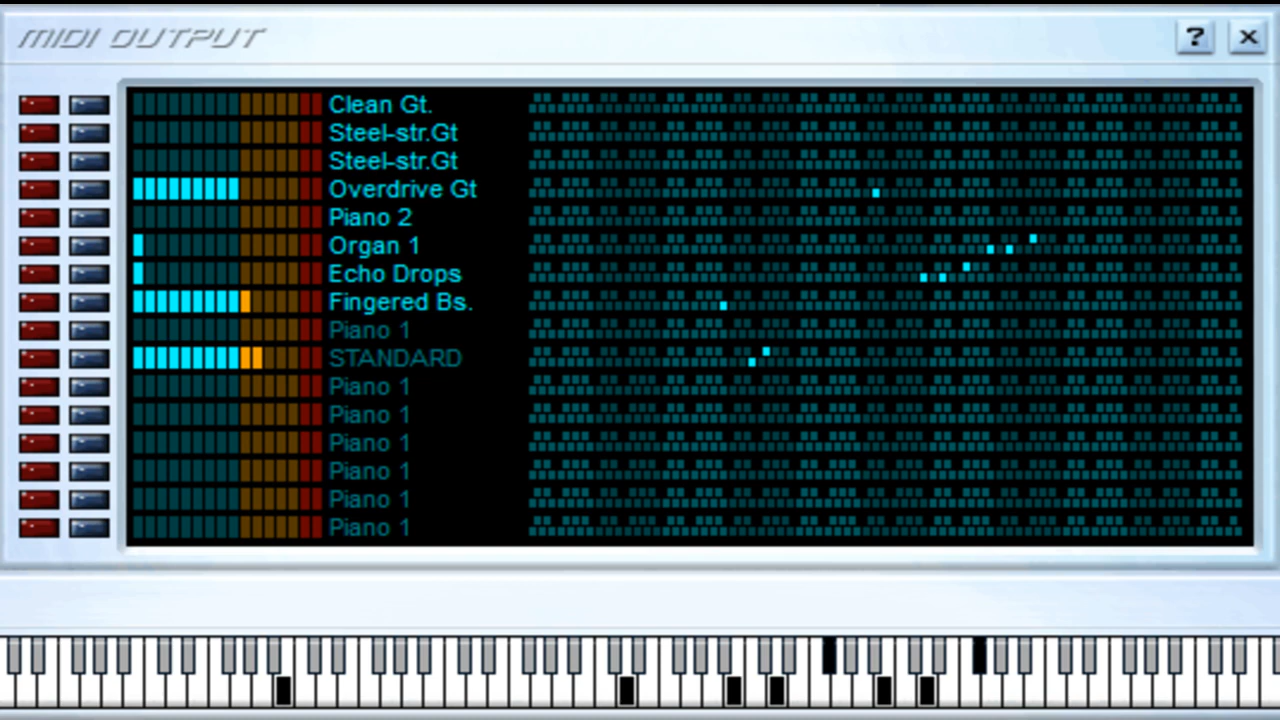 MIDI OUTPUT
? ×
Clean Gt.
Steel-str.Gt
Steel-str.Gt
Overdrive Gt
Piano 2
Organ 1
Echo Drops
Fingered Bs.
Piano 1
STANDARD
Piano 1
Piano 1
Piano 1
Piano 1
Piano 1
Piano 1